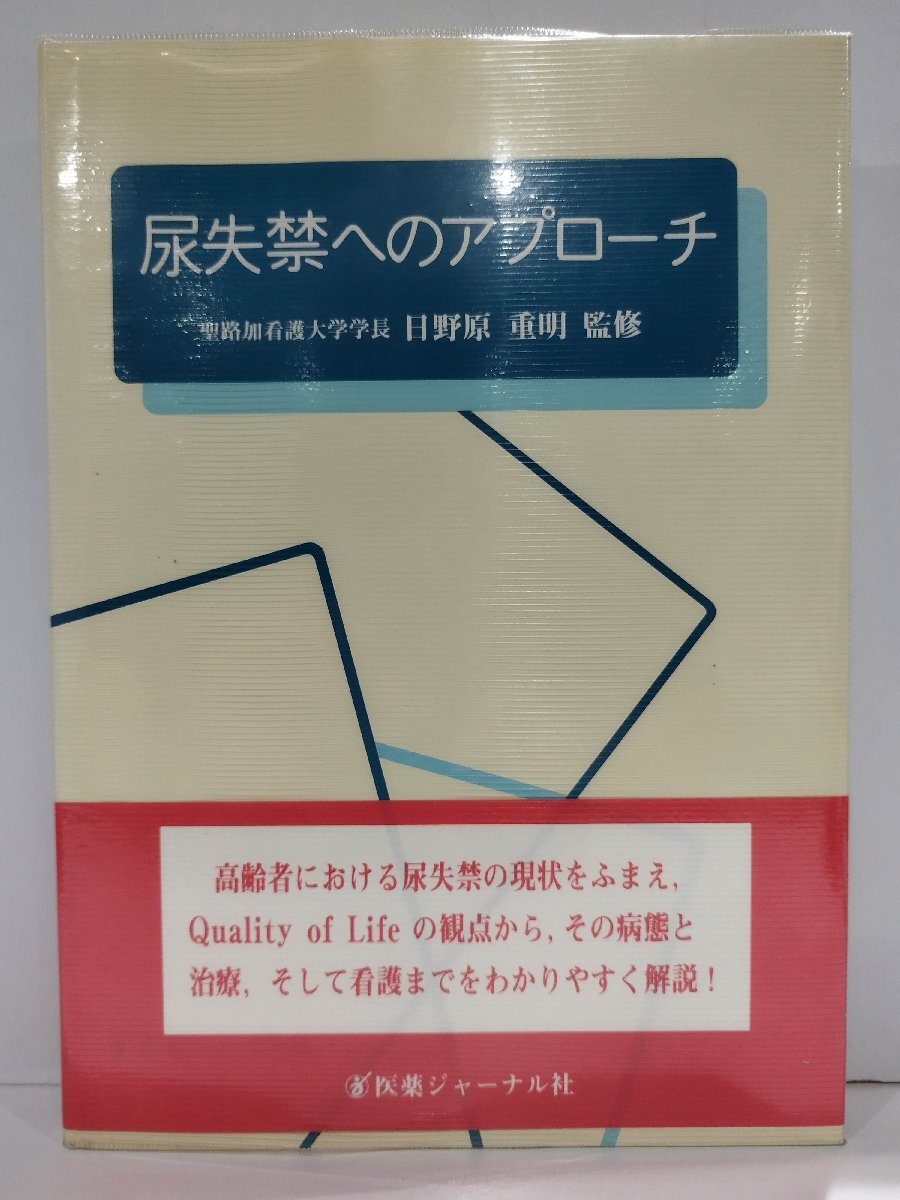 尿失禁へのアプローチ
聖路加看護大学学長 日野原 重明 監修
高齢者における尿失禁の現状をふまえ,
Quality of Life の観点から, その病態と
治療, そして看護までをわかりやすく解説!
医薬ジャーナル社